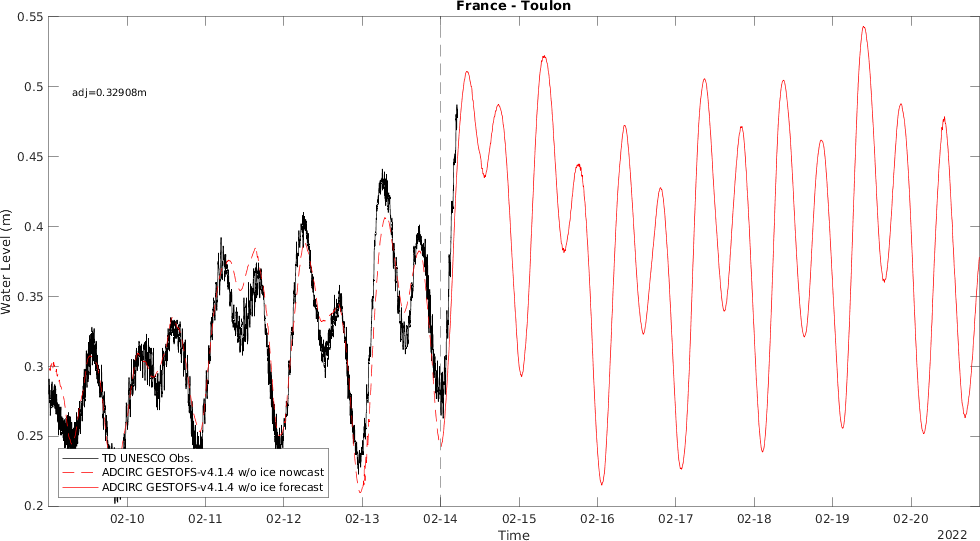 France - Toulon
0.55
0.5
0.45
0.4
0.35
0.3
0.25
0.2
Water Level (m)
adj=0.32908m
TD UNESCO Obs.
ADCIRC GESTOFS-v4.1.4 w/o ice nowcast
ADCIRC GESTOFS-v4.1.4 w/o ice forecast
02-10 02-11 02-12 02-13 02-14 02-15 02-16 02-17 02-18 02-19 02-20
Time
2022